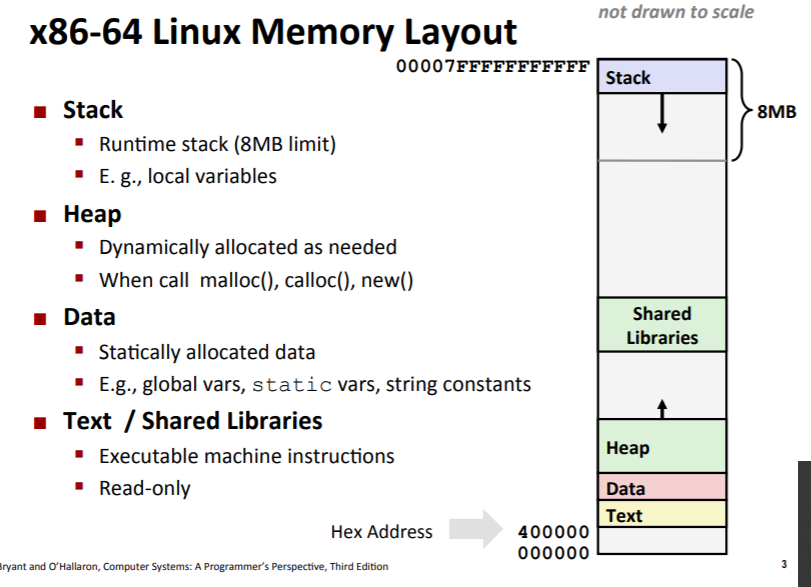 not drawn to scale
x86-64 Linux Memory Layout
00007FFFFFFFFFFF
Stack
8MB
■ Stack
▪ Runtime stack (8MB limit)
▪ E. g., local variables
■ Heap
▪ Dynamically allocated as needed
▪ When call malloc(), calloc(), new()
■ Data
▪ Statically allocated data
▪ E.g., global vars, static vars, string constants
■ Text / Shared Libraries
▪ Executable machine instructions
▪ Read-only
Shared
Libraries
Heap
Data
Text
Hex Address
400000
000000
Bryant and O'Hallaron, Computer Systems: A Programmer's Perspective, Third Edition
3